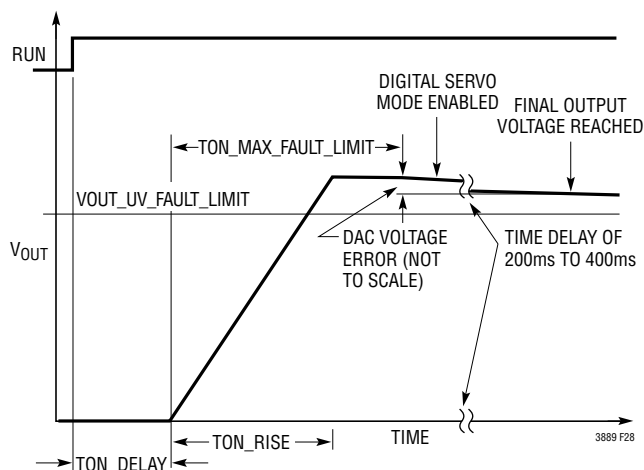 RUN
DIGITAL SERVO
MODE ENABLED
FINAL OUTPUT
VOLTAGE REACHED
TON_MAX_FAULT_LIMIT
VOUT_UV_FAULT_LIMIT
VOUT
DAC VOLTAGE
ERROR (NOT
TO SCALE)
TIME DELAY OF
200ms TO 400ms
TON_RISE
TIME
3889 F28
TON_DELAY